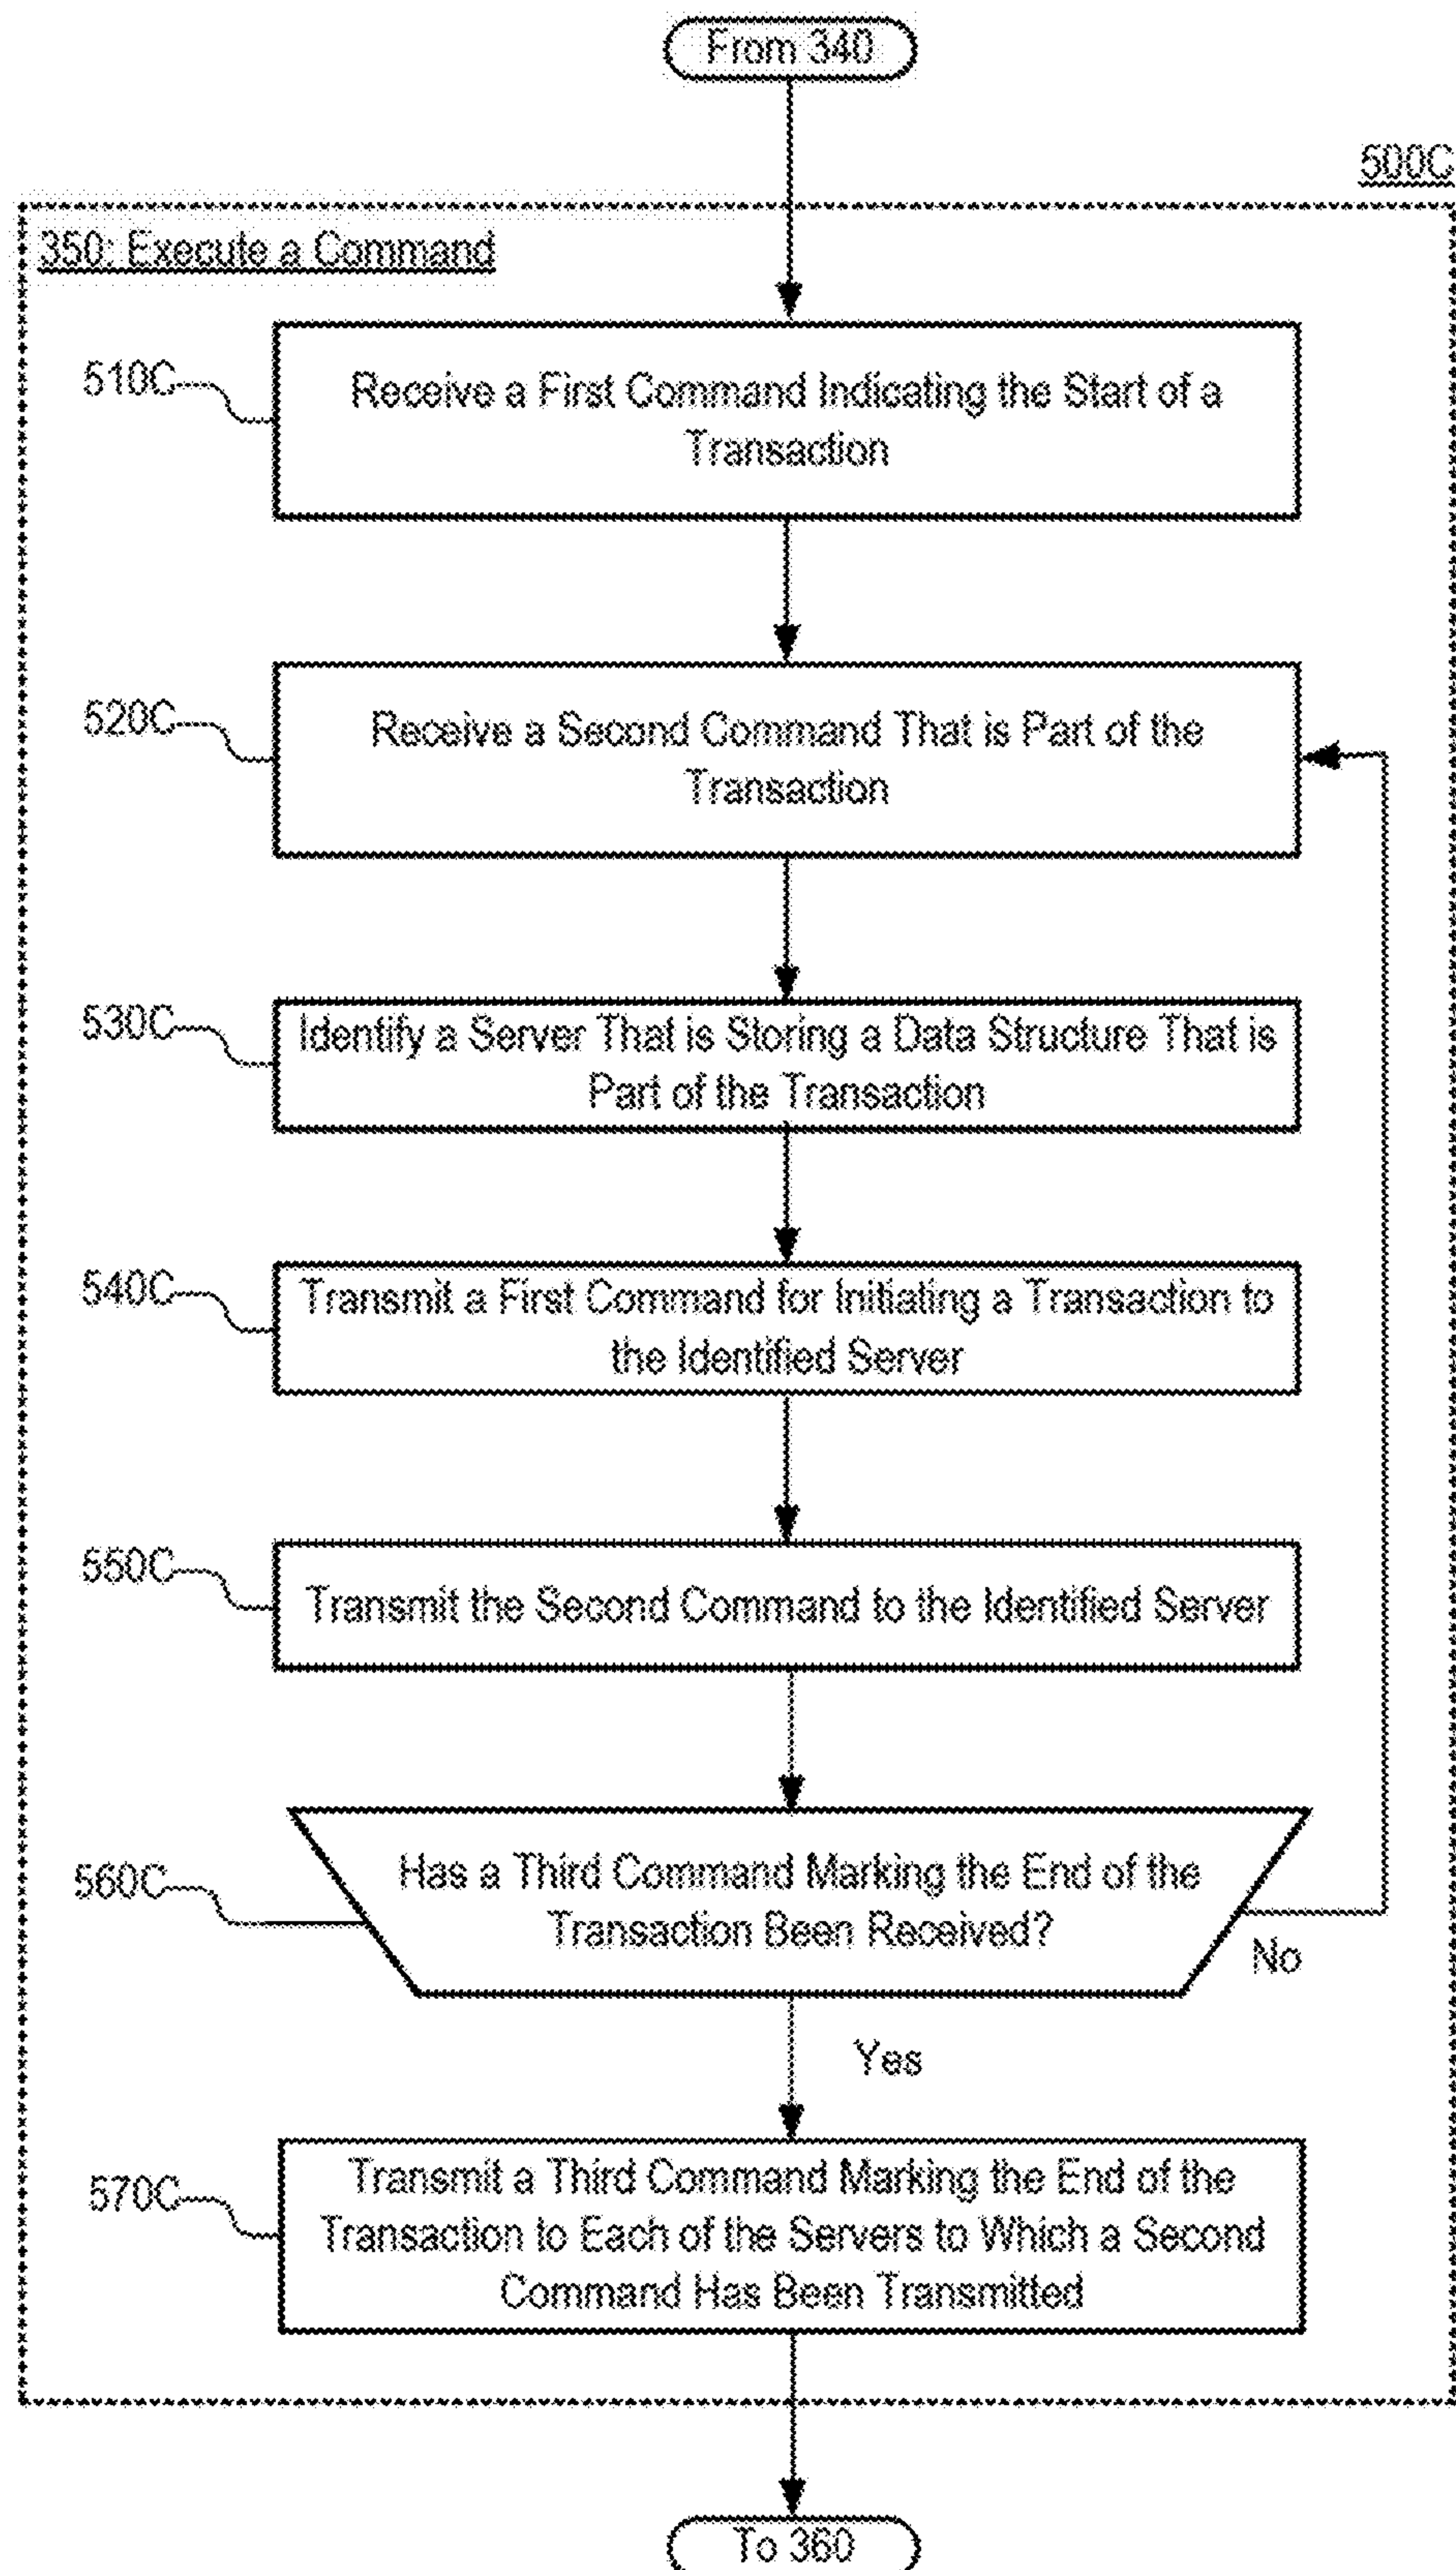 From 340
500C
350: Execute a Command
510C
Receive a First Command Indicating the Start of a
Transaction
520C
Receive a Second Command That is Part of the
Transaction
530C
Identify a Server That is Storing a Data Structure That is
Part of the Transaction
540C
Transmit a First Command for Initiating a Transaction to
the Identified Server
550C
Transmit the Second Command to the Identified Server
560C
Has a Third Command Marking the End of the
Transaction Been Received?
No
Yes
570C
Transmit a Third Command Marking the End of the
Transaction to Each of the Servers to Which a Second
Command Has Been Transmitted
To 360